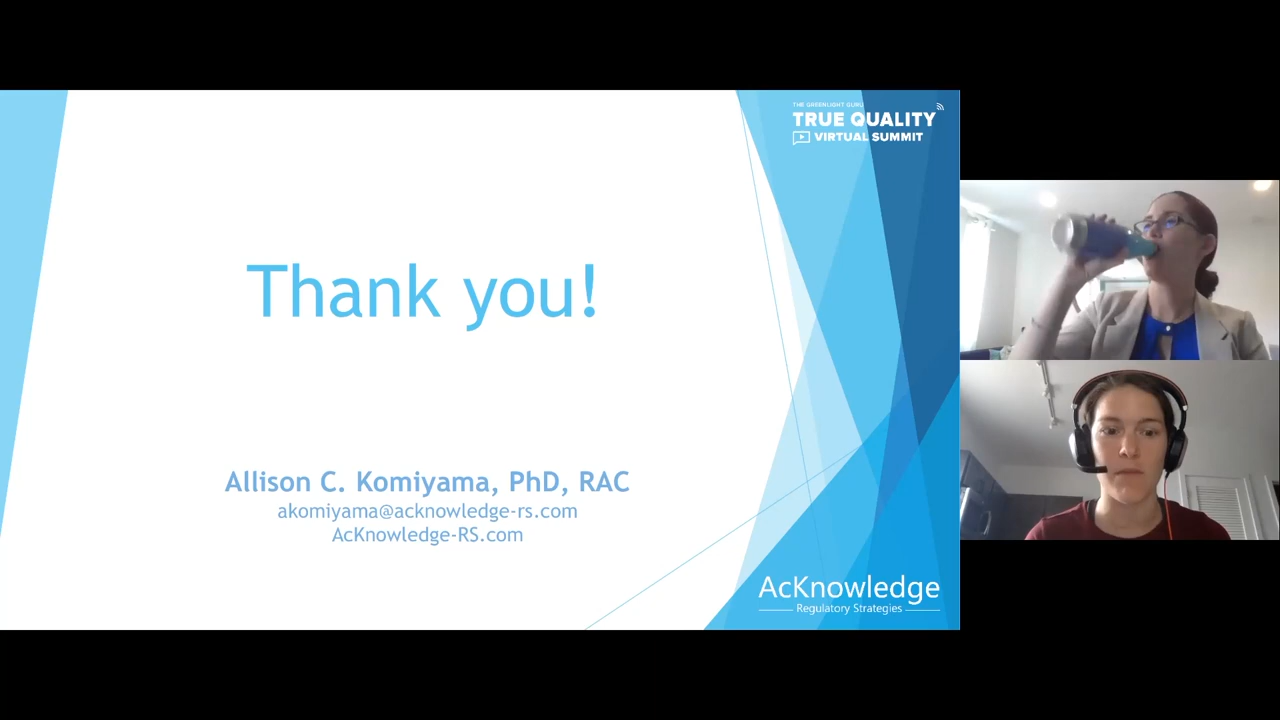 THE GREENLIGHT GURU
TRUE QUALITY
VIRTUAL SUMMIT
Thank you!
Allison C. Komiyama, PhD, RAC
akomiyama@acknowledge-rs.com
AcKnowledge-RS.com
AcKnowledge
Regulatory Strategies